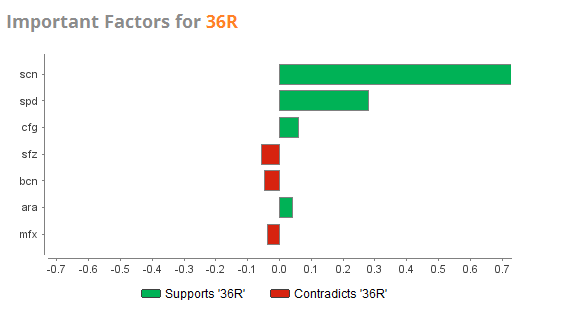 Important Factors for 36R
scn
spd
cfg
sfz
bcn
ara
mfx
-0.7 -0.6 -0.5 -0.4 -0.3 -0.2 -0.1 0.0 0.1 0.2 0.3 0.4 0.5 0.6 0.7
Supports '36R' Contradicts '36R'